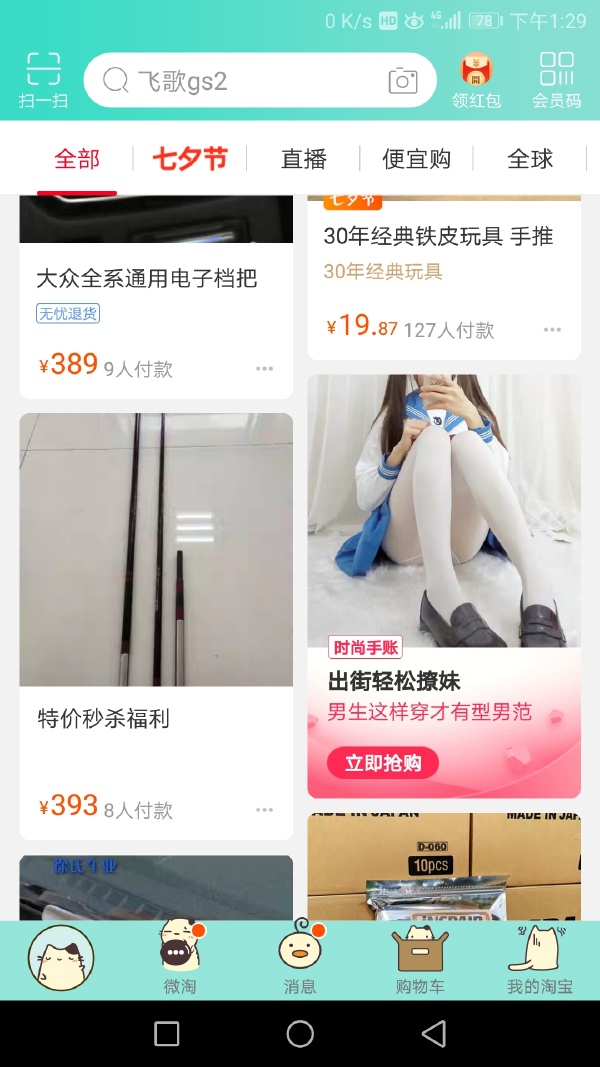 0 K/s HD 4G 78 下午1:29
扫一扫
飞歌gs2
領红包
会员码
全部
七夕节
直播
便宜购
全球
大众全系通用电子档把
无忧退货
¥389 9人付款
七夕节
30年经典铁皮玩具 手推
30年经典玩具
¥19.87 127人付款
特价秒杀福利
¥393 8人付款
时尚手账
出街轻松撩妹
男生这样穿才有型男范
立即抢购
MADE IN JAPAN
MADE IN JAP
D-060
10pcs
微淘
消息
购物车
我的淘宝